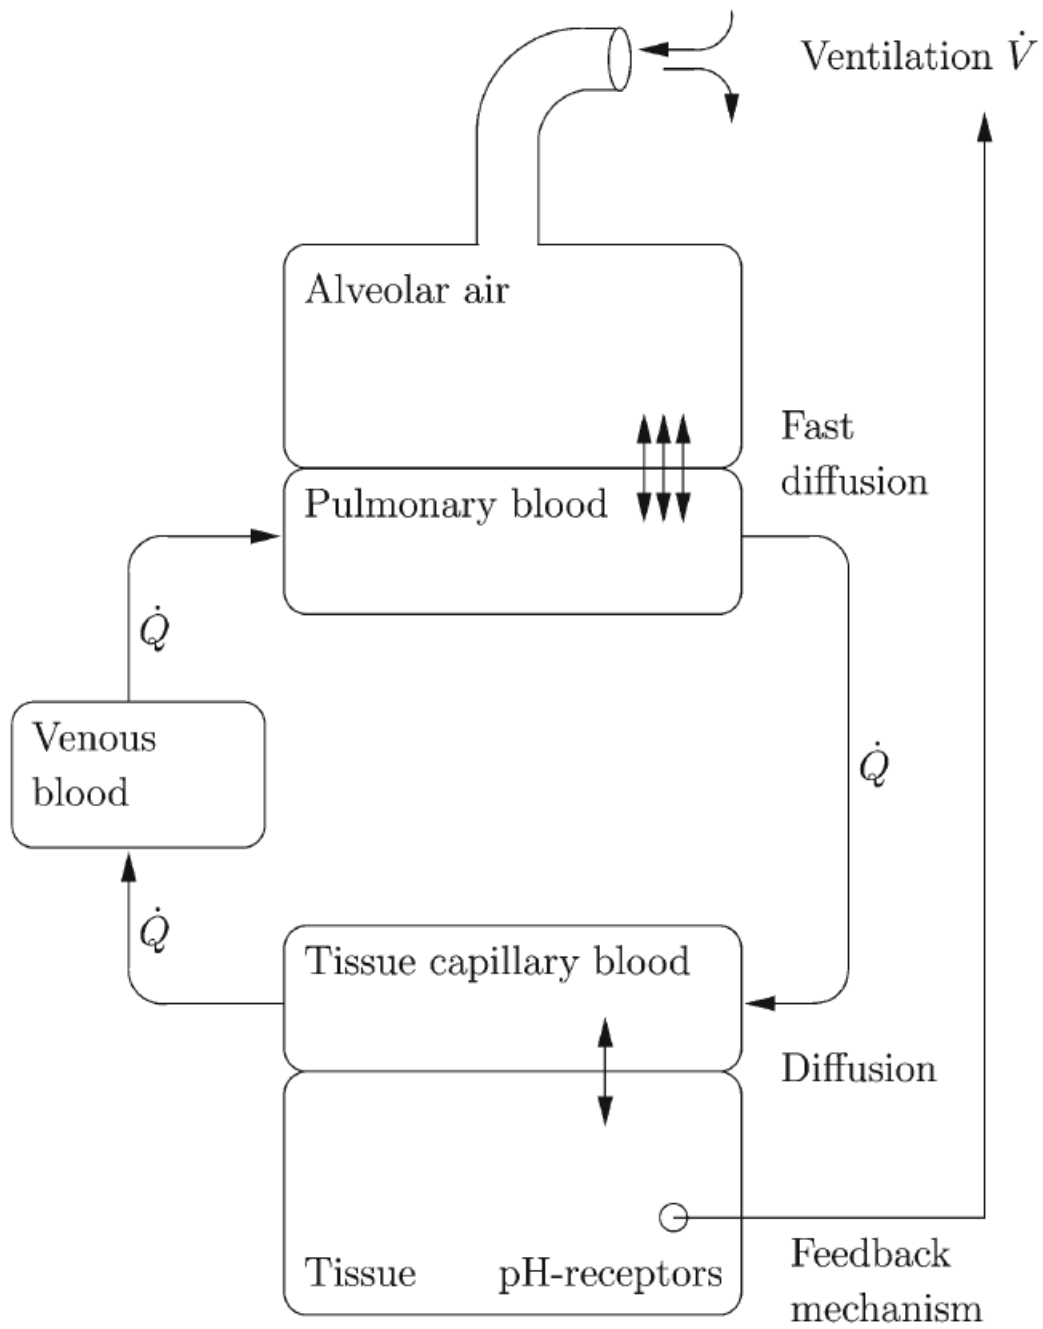 Ventilation V̇
Alveolar air
Fast
diffusion
Pulmonary blood
Q̇
Venous
blood
Q̇
Q̇
Tissue capillary blood
Diffusion
Tissue
pH-receptors
Feedback
mechanism